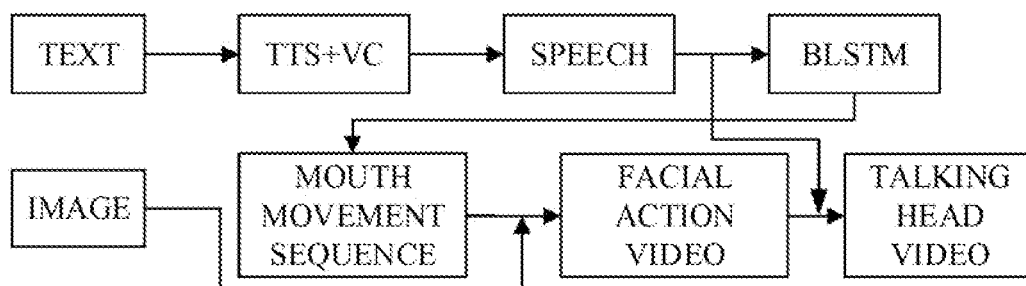 TEXT
TTS+VC
SPEECH
BLSTM
IMAGE
MOUTH
MOVEMENT
SEQUENCE
FACIAL
ACTION
VIDEO
TALKING
HEAD
VIDEO